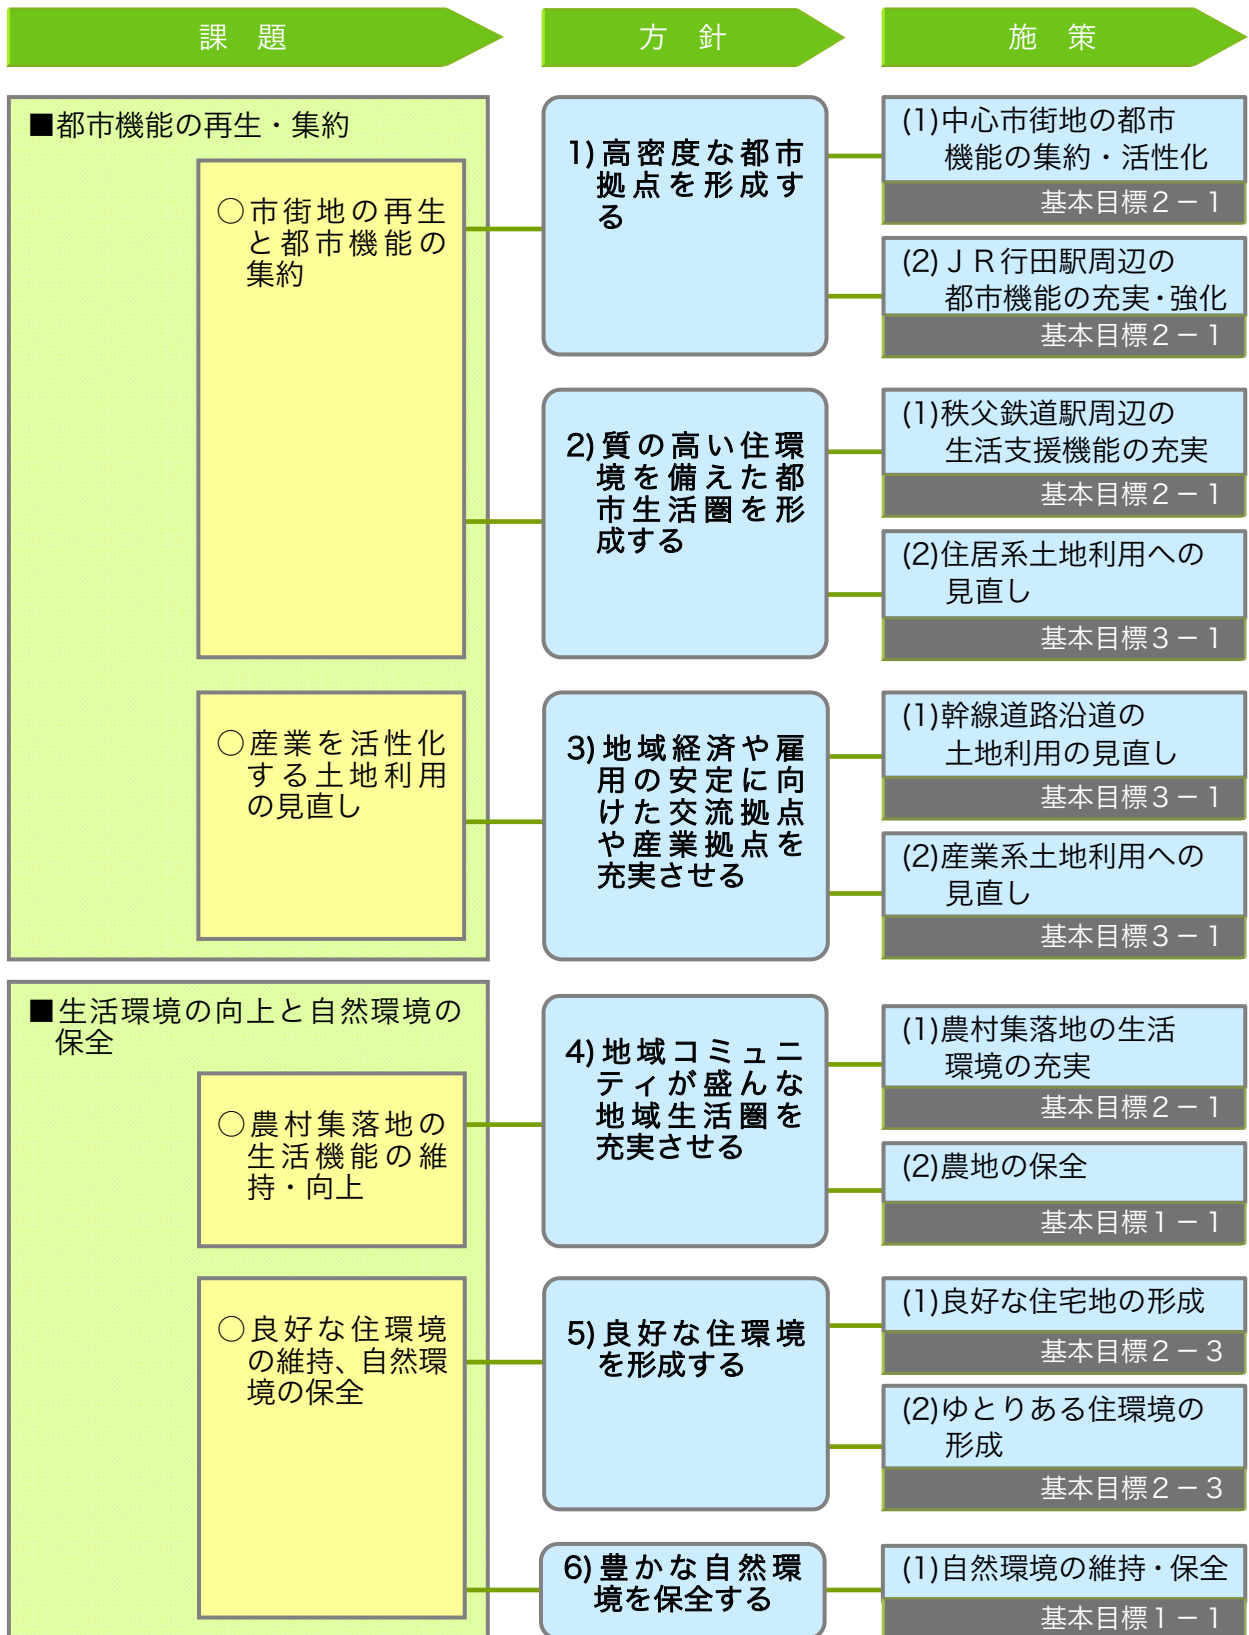 課　題
方　針
施　策
■都市機能の再生・集約
○市街地の再生
と都市機能の
集約
1)高密度な都市
拠点を形成す
る
(1)中心市街地の都市
機能の集約・活性化
基本目標２－１
(2)ＪＲ行田駅周辺の
都市機能の充実・強化
基本目標２－１
2)質の高い住環
境を備えた都
市生活圏を形
成する
(1)秩父鉄道駅周辺の
生活支援機能の充実
基本目標２－１
(2)住居系土地利用への
見直し
基本目標３－１
○産業を活性化
する土地利用
の見直し
3)地域経済や雇
用の安定に向
けた交流拠点
や産業拠点を
充実させる
(1)幹線道路沿道の
土地利用の見直し
基本目標３－１
(2)産業系土地利用への
見直し
基本目標３－１
■生活環境の向上と自然環境の
保全
○農村集落地の
生活機能の維
持・向上
4)地域コミュニ
ティが盛んな
地域生活圏を
充実させる
(1)農村集落地の生活
環境の充実
基本目標２－１
(2)農地の保全
基本目標１－１
○良好な住環境
の維持、自然環
境の保全
5)良好な住環境
を形成する
(1)良好な住宅地の形成
基本目標２－３
(2)ゆとりある住環境の
形成
基本目標２－３
6)豊かな自然環
境を保全する
(1)自然環境の維持・保全
基本目標１－１